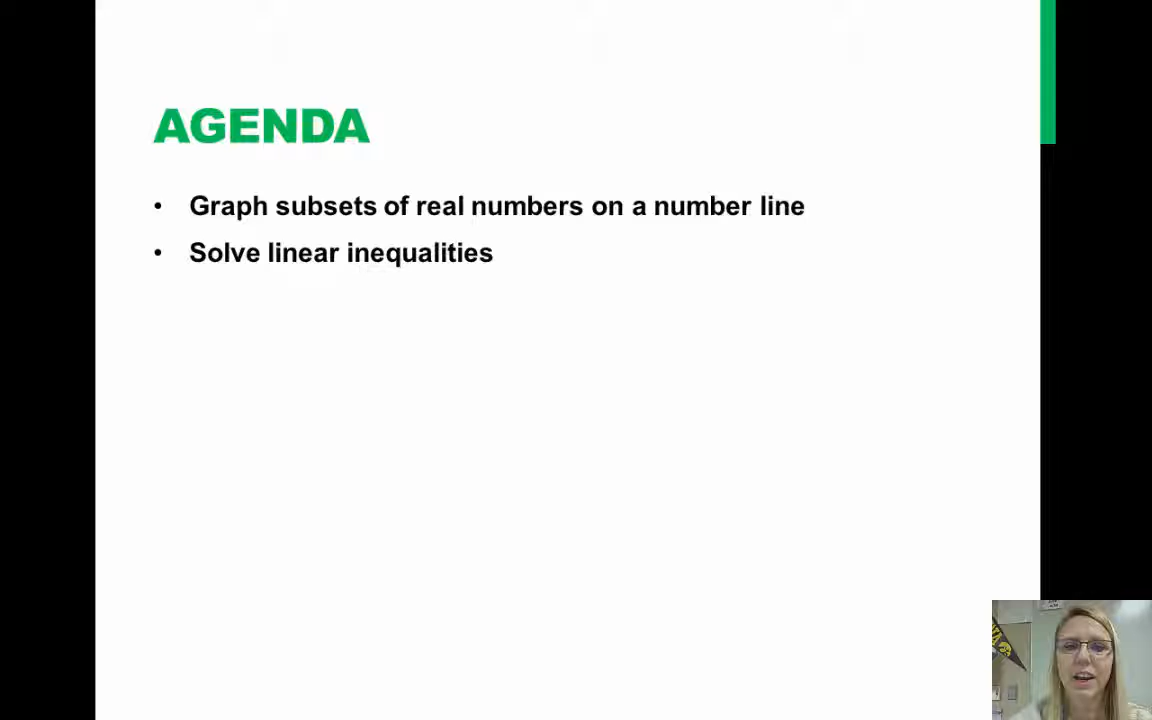 AGENDA
• Graph subsets of real numbers on a number line
• Solve linear inequalities